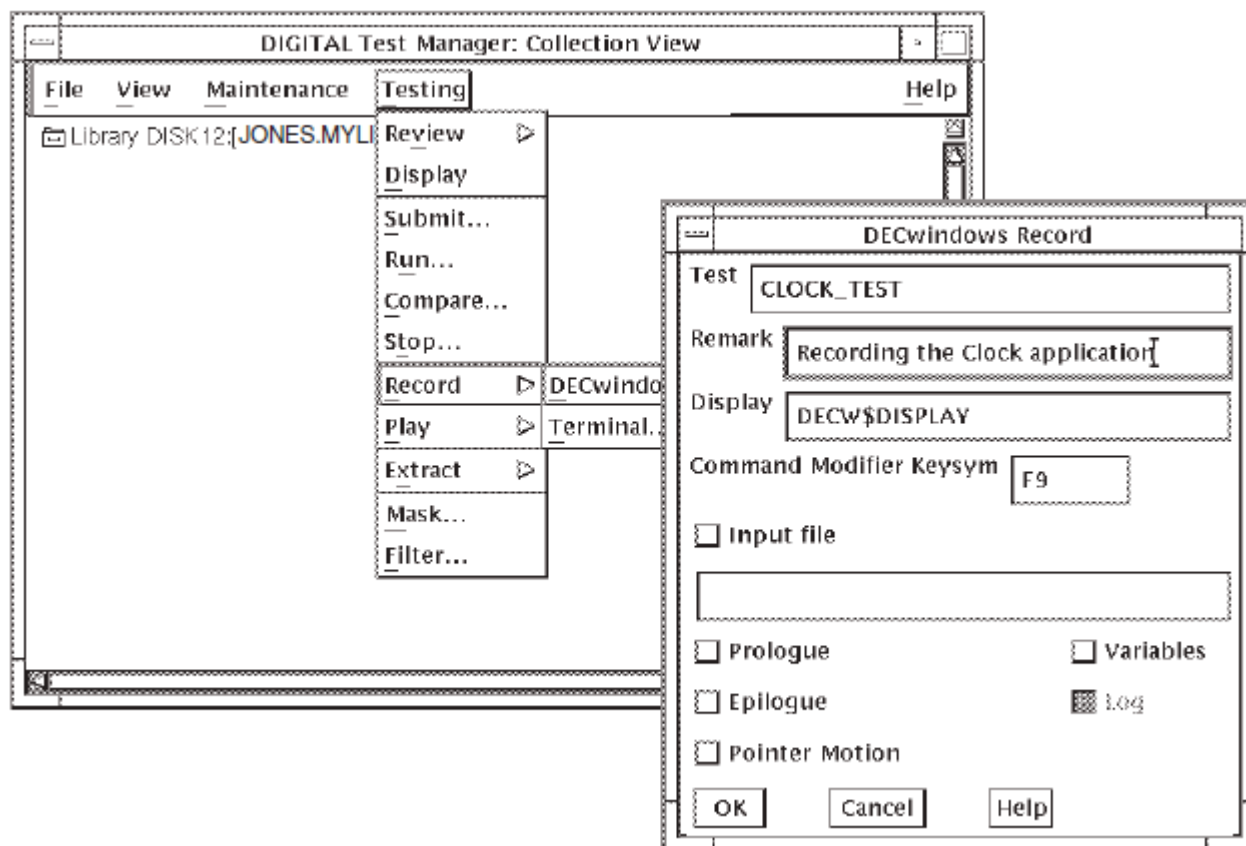 DIGITAL Test Manager: Collection View
File View Maintenance Testing Help
Library DISK12:[JONES.MYLI
Review
Display
Submit...
Run...
Compare...
Stop...
Record
DECwindo
Play
Terminal..
Extract
Mask...
Filter...
DECwindows Record
Test CLOCK_TEST
Remark Recording the Clock application
Display DECW$DISPLAY
Command Modifier Keysym F9
Input file
Prologue Variables
Epilogue Log
Pointer Motion
OK Cancel Help